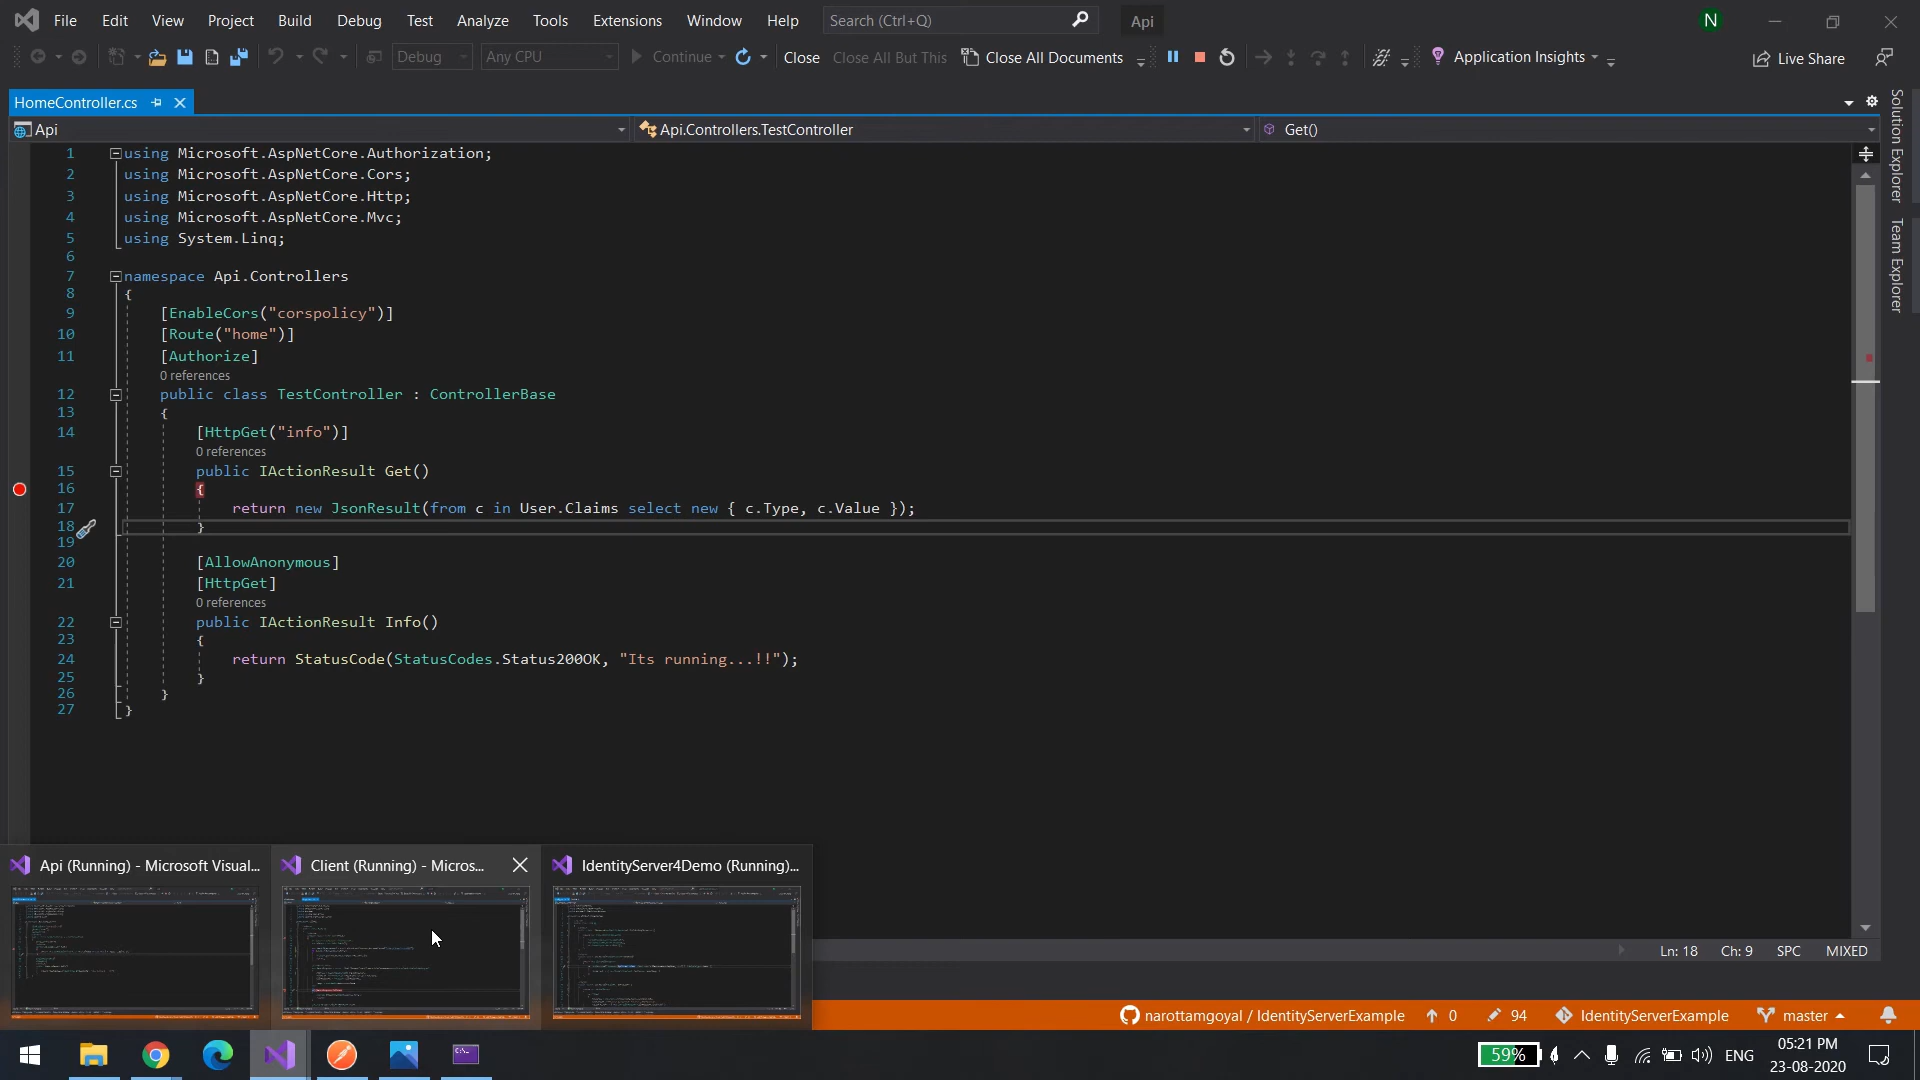 File Edit View Project Build Debug Test Analyze Tools Extensions Window Help Search (Ctrl+Q) Api N
Debug Any CPU Continue Close Close All But This Close All Documents Application Insights Live Share
HomeController.cs
Api Api.Controllers.TestController Get()
Solution Explorer
Team Explorer
1 using Microsoft.AspNetCore.Authorization;
2 using Microsoft.AspNetCore.Cors;
3 using Microsoft.AspNetCore.Http;
4 using Microsoft.AspNetCore.Mvc;
5 using System.Linq;
6
7 namespace Api.Controllers
8 {
9 [EnableCors("corspolicy")]
10 [Route("home")]
11 [Authorize]
0 references
12 public class TestController : ControllerBase
13 {
14 [HttpGet("info")]
0 references
15 public IActionResult Get()
16 {
17 return new JsonResult(from c in User.Claims select new { c.Type, c.Value });
18 }
19
20 [AllowAnonymous]
21 [HttpGet]
0 references
22 public IActionResult Info()
23 {
24 return StatusCode(StatusCodes.Status200OK, "Its running...!!");
25 }
26 }
27 }
Api (Running) - Microsoft Visual... Client (Running) - Micros... IdentityServer4Demo (Running)...
Ln: 18 Ch: 9 SPC MIXED
narottamgoyal / IdentityServerExample 0 94 IdentityServerExample master
59% ENG 05:21 PM
23-08-2020